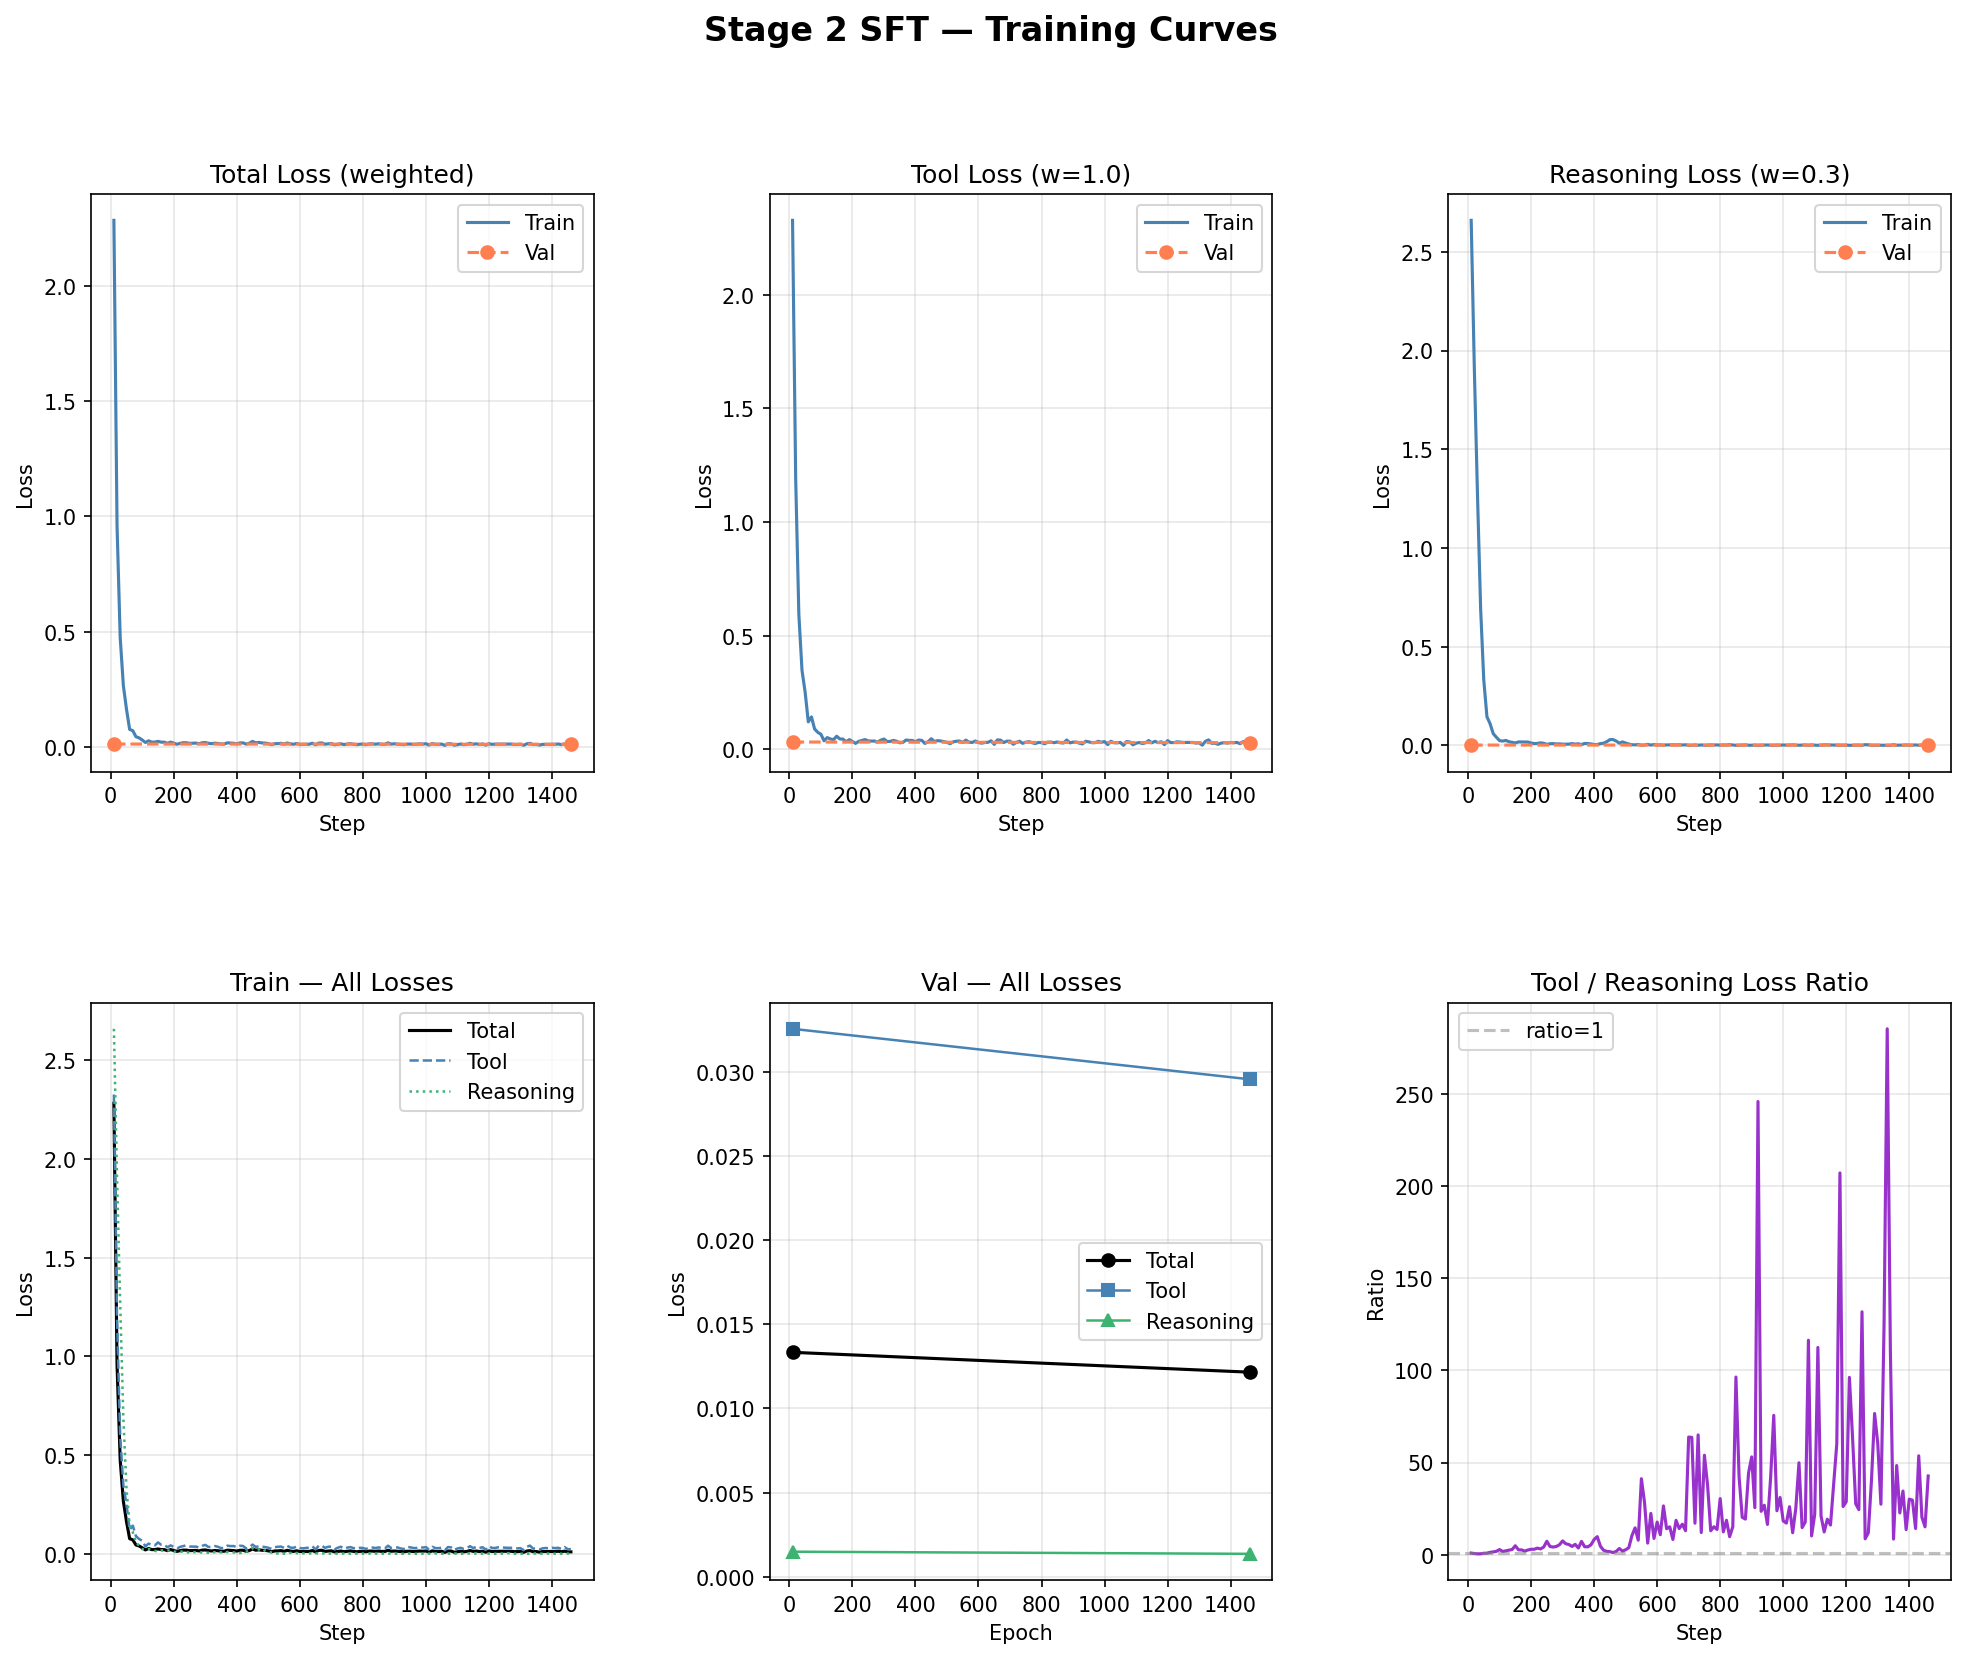 Stage 2 SFT — Training Curves
Total Loss (weighted)
Loss
2.0
1.5
1.0
0.5
0.0
Train
Val
0 200 400 600 800 1000 1200 1400
Step
Tool Loss (w=1.0)
Loss
2.0
1.5
1.0
0.5
0.0
Train
Val
0 200 400 600 800 1000 1200 1400
Step
Reasoning Loss (w=0.3)
Loss
2.5
2.0
1.5
1.0
0.5
0.0
Train
Val
0 200 400 600 800 1000 1200 1400
Step
Train — All Losses
Loss
2.5
2.0
1.5
1.0
0.5
0.0
Total
Tool
Reasoning
0 200 400 600 800 1000 1200 1400
Step
Val — All Losses
Loss
0.030
0.025
0.020
0.015
0.010
0.005
0.000
Total
Tool
Reasoning
0 200 400 600 800 1000 1200 1400
Epoch
Tool / Reasoning Loss Ratio
Ratio
250
200
150
100
50
0
ratio=1
0 200 400 600 800 1000 1200 1400
Step